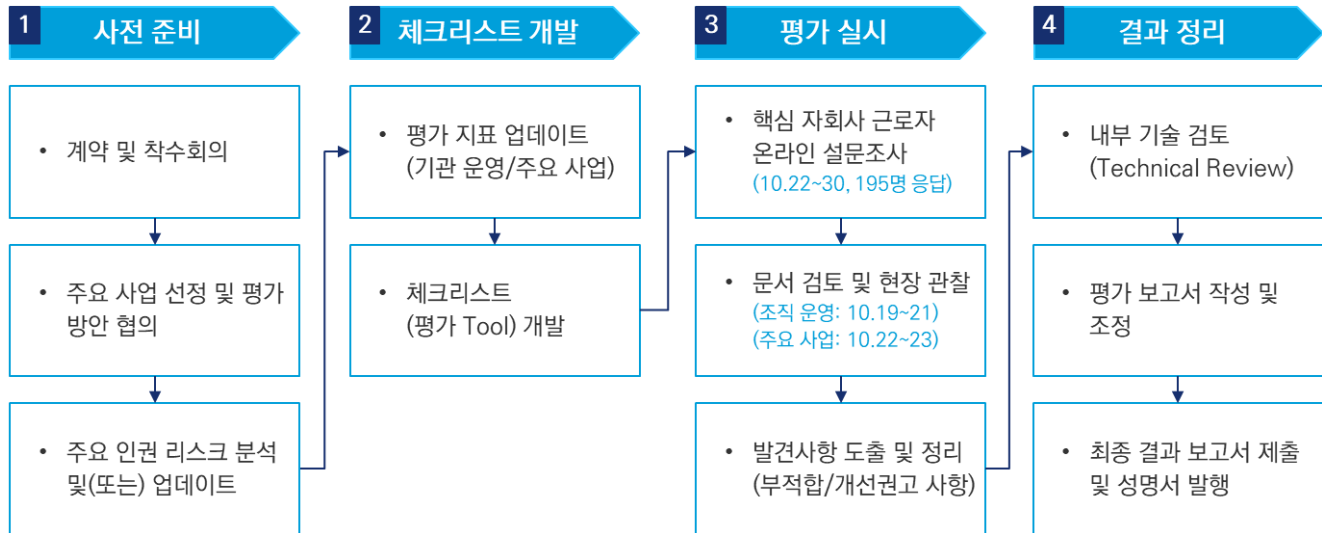 1 사전 준비
• 계약 및 착수회의
• 주요 사업 선정 및 평가
방안 협의
• 주요 인권 리스크 분석
및(또는) 업데이트
2 체크리스트 개발
• 평가 지표 업데이트
(기관 운영/주요 사업)
• 체크리스트
(평가 Tool) 개발
3 평가 실시
• 핵심 자회사 근로자
온라인 설문조사
(10.22~30, 195명 응답)
• 문서 검토 및 현장 관찰
(조직 운영: 10.19~21)
(주요 사업: 10.22~23)
• 발견사항 도출 및 정리
(부적합/개선권고 사항)
4 결과 정리
• 내부 기술 검토
(Technical Review)
• 평가 보고서 작성 및
조정
• 최종 결과 보고서 제출
및 성명서 발행